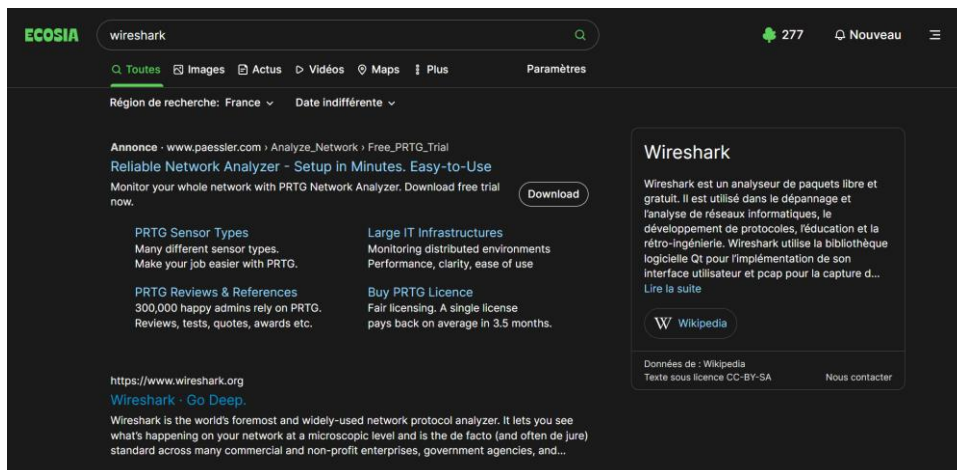 ECOSIA
wireshark
277
Nouveau
Toutes
Images
Actus
Vidéos
Maps
Plus
Paramètres
Région de recherche: France
Date indifférente
Annonce · www.paessler.com › Analyze_Network › Free_PRTG_Trial
Reliable Network Analyzer - Setup in Minutes. Easy-to-Use
Monitor your whole network with PRTG Network Analyzer. Download free trial
now.
Download
PRTG Sensor Types
Many different sensor types.
Make your job easier with PRTG.
Large IT Infrastructures
Monitoring distributed environments
Performance, clarity, ease of use
PRTG Reviews & References
300,000 happy admins rely on PRTG.
Reviews, tests, quotes, awards etc.
Buy PRTG Licence
Fair licensing. A single license
pays back on average in 3.5 months.
https://www.wireshark.org
Wireshark · Go Deep.
Wireshark is the world's foremost and widely-used network protocol analyzer. It lets you see
what's happening on your network at a microscopic level and is the de facto (and often de jure)
standard across many commercial and non-profit enterprises, government agencies, and...
Wireshark
Wireshark est un analyseur de paquets libre et
gratuit. Il est utilisé dans le dépannage et
l'analyse de réseaux informatiques, le
développement de protocoles, l'éducation et la
rétro-ingénierie. Wireshark utilise la bibliothèque
logicielle Qt pour l'implémentation de son
interface utilisateur et pcap pour la capture d...
Lire la suite
W Wikipedia
Données de : Wikipedia
Texte sous licence CC-BY-SA
Nous contacter